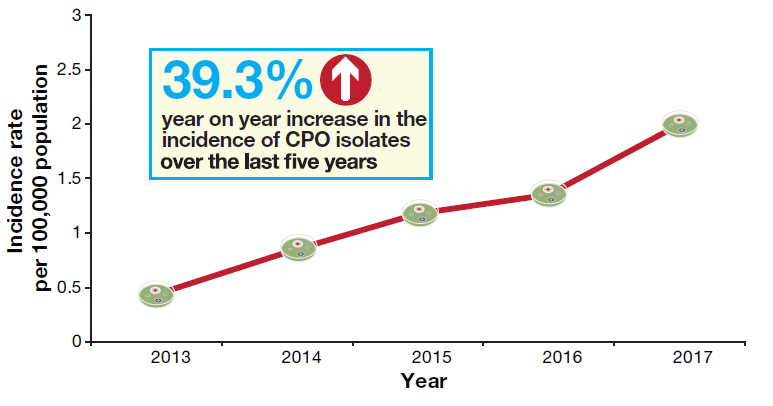 3
2.5
2
1.5
1
0.5
0
Incidence rate
per 100,000 population
39.3%
year on year increase in the
incidence of CPO isolates
over the last five years
2013 2014 2015 2016 2017
Year